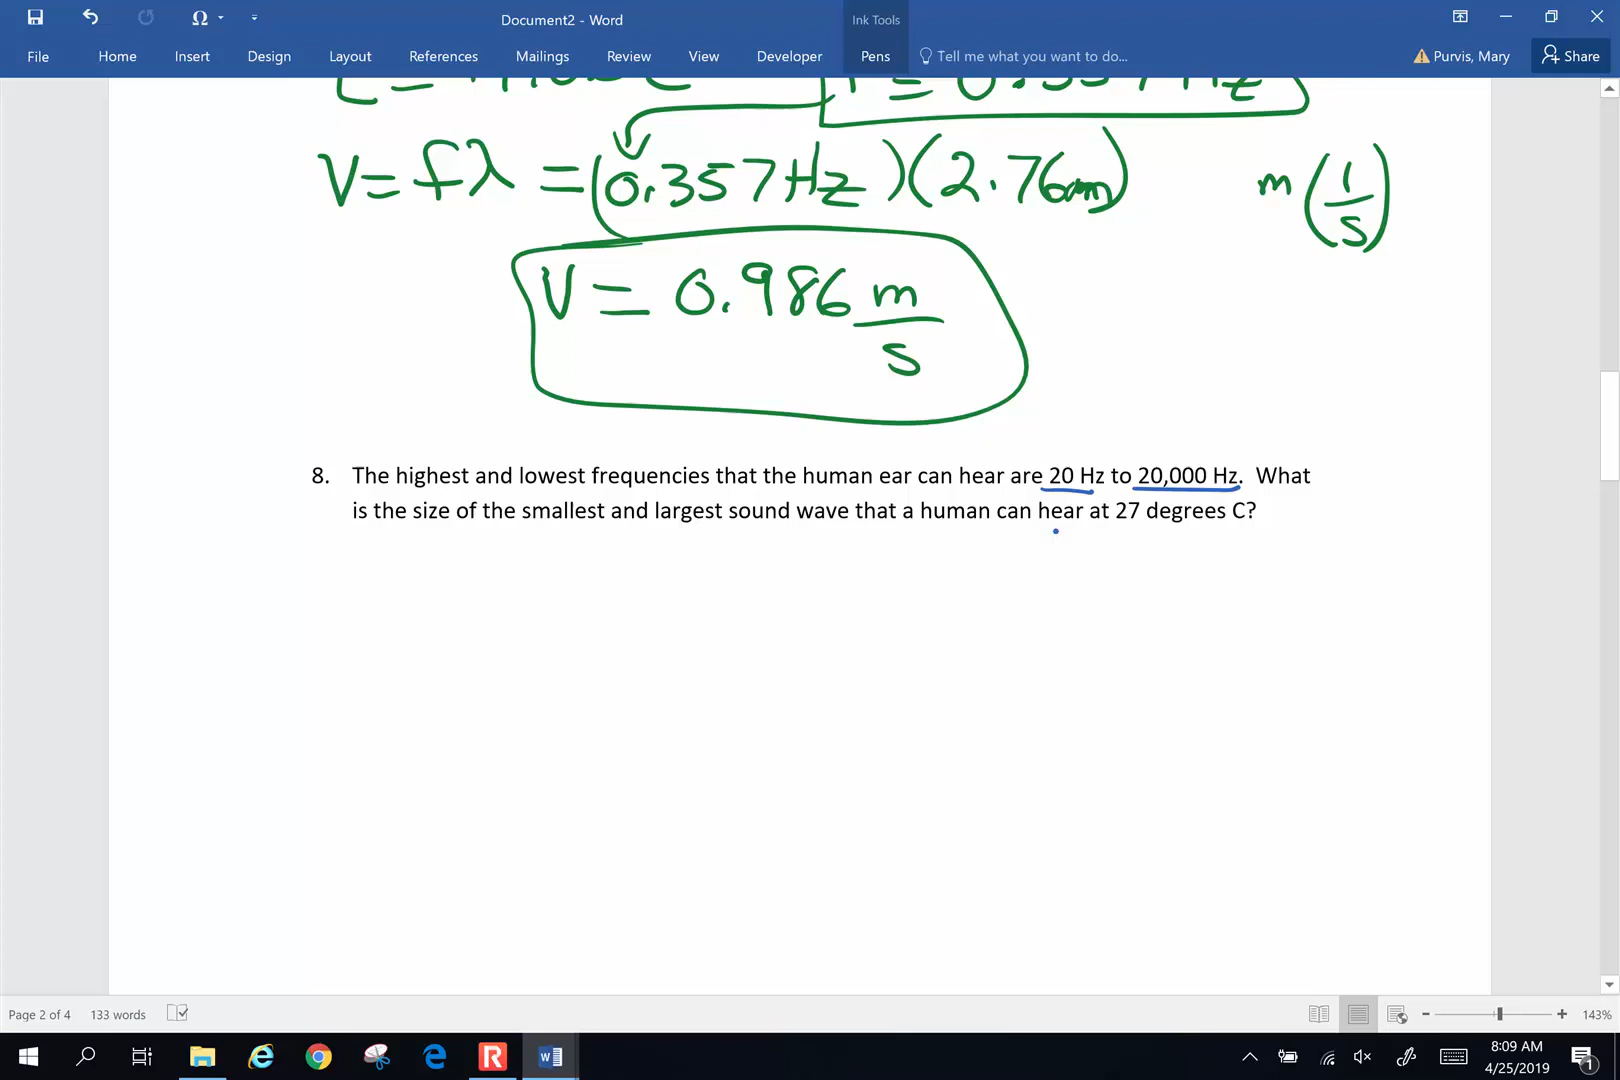 Document2 - Word
Ink Tools
File Home Insert Design Layout References Mailings Review View Developer Pens Tell me what you want to do... Purvis, Mary Share
V = fλ = (0.357 Hz)(2.76 m) m (1/s)
V = 0.986 m/s
8. The highest and lowest frequencies that the human ear can hear are 20 Hz to 20,000 Hz. What
is the size of the smallest and largest sound wave that a human can hear at 27 degrees C?
Page 2 of 4 133 words 143%
8:09 AM
4/25/2019
1